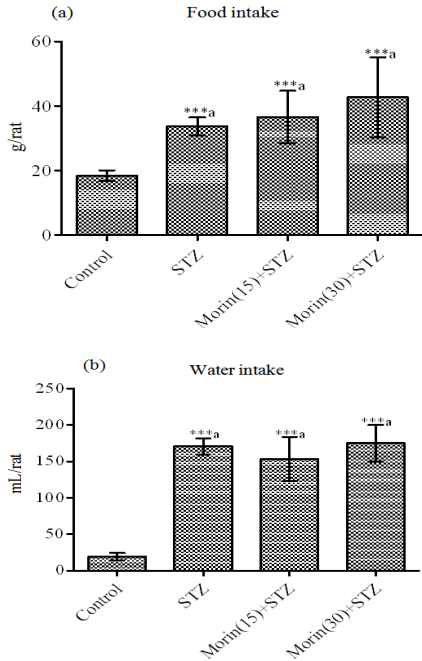 (a) Food intake
60
40
20
0
g/rat
***a
***a
***a
Control
STZ
Morin(15)+STZ
Morin(30)+STZ
(b) Water intake
250
200
150
100
50
0
mL/rat
***a
***a
***a
Control
STZ
Morin(15)+STZ
Morin(30)+STZ